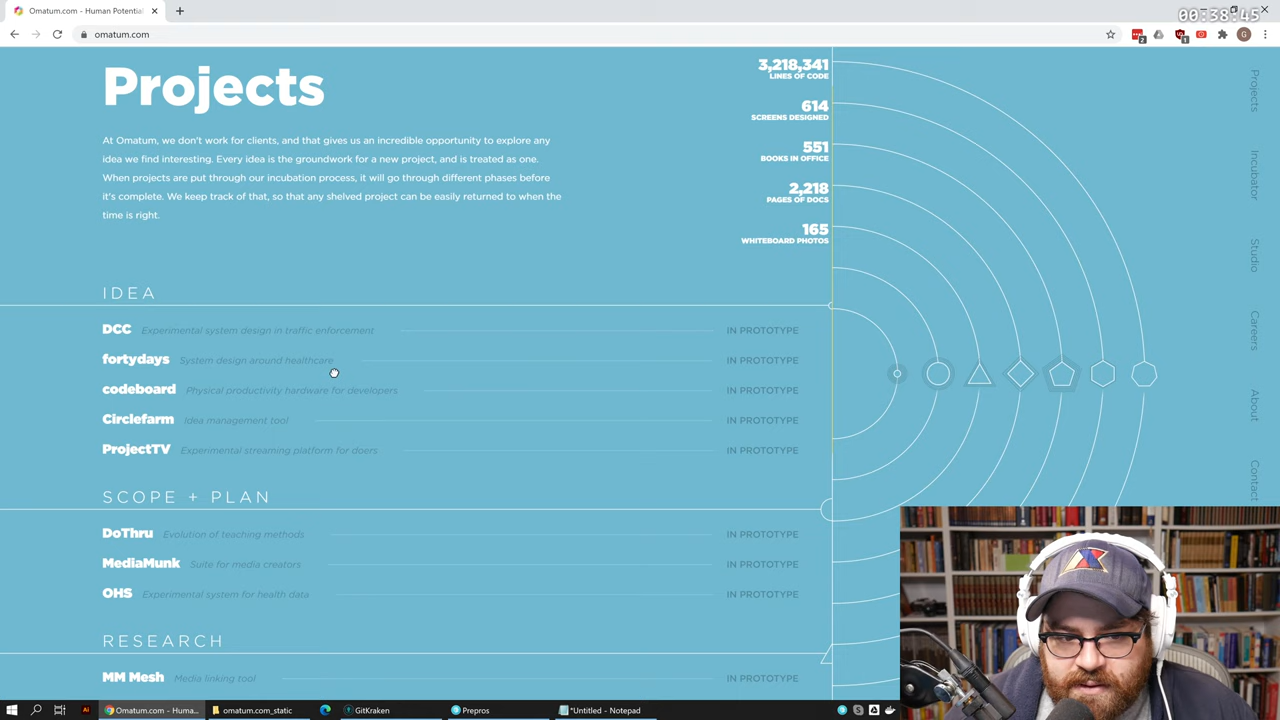 Omatum.com - Human Potential
00:38:45
omatum.com
Projects
At Omatum, we don't work for clients, and that gives us an incredible opportunity to explore any
idea we find interesting. Every idea is the groundwork for a new project, and is treated as one.
When projects are put through our incubation process, it will go through different phases before
it's complete. We keep track of that, so that any shelved project can be easily returned to when the
time is right.
3,218,341
LINES OF CODE
614
SCREENS DESIGNED
551
BOOKS IN OFFICE
2,218
PAGES OF DOCS
165
WHITEBOARD PHOTOS
Projects
Incubator
Studio
Careers
About
Contact
IDEA
DCC Experimental system design in traffic enforcement IN PROTOTYPE
fortydays System design around healthcare IN PROTOTYPE
codeboard Physical productivity hardware for developers IN PROTOTYPE
Circlefarm Idea management tool IN PROTOTYPE
ProjectTV Experimental streaming platform for doers IN PROTOTYPE
SCOPE + PLAN
DoThru Evolution of teaching methods IN PROTOTYPE
MediaMunk Suite for media creators IN PROTOTYPE
OHS Experimental system for health data IN PROTOTYPE
RESEARCH
MM Mesh Media linking tool IN PROTOTYPE
Omatum.com - Huma...
omatum.com_static
GitKraken
Prepros
*Untitled - Notepad